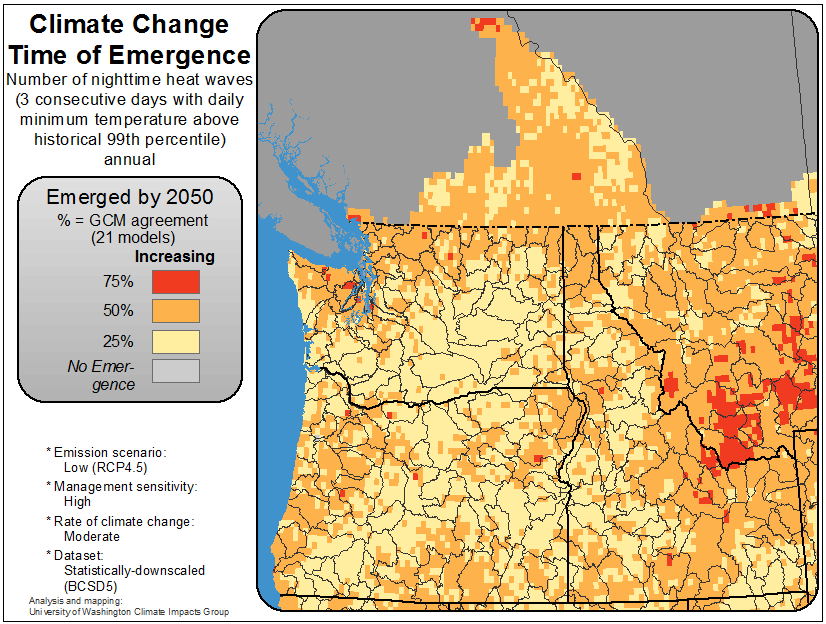 Climate Change
Time of Emergence
Number of nighttime heat waves
(3 consecutive days with daily
minimum temperature above
historical 99th percentile)
annual
Emerged by 2050
% = GCM agreement
(21 models)
Increasing
75%
50%
25%
No Emer-
gence
* Emission scenario:
Low (RCP4.5)
* Management sensitivity:
High
* Rate of climate change:
Moderate
* Dataset:
Statistically-downscaled
(BCSD5)
Analysis and mapping:
University of Washington Climate Impacts Group